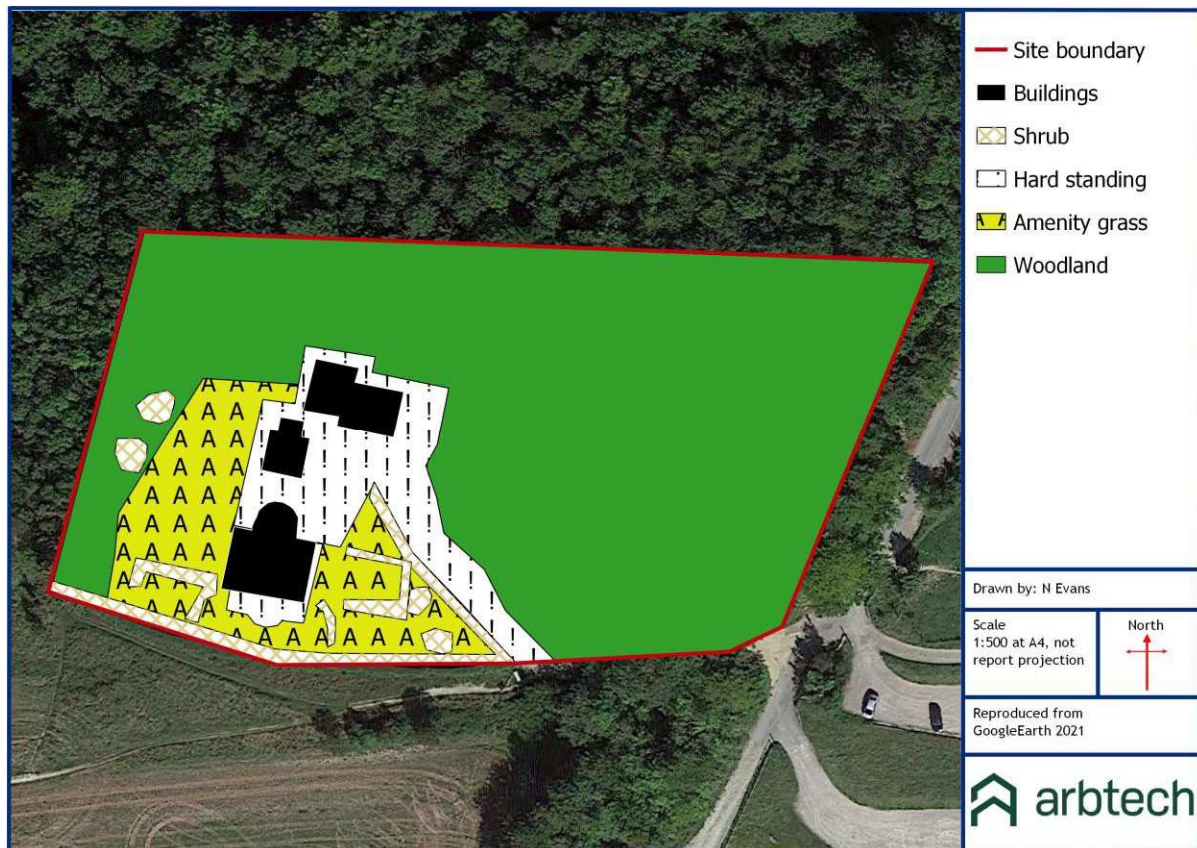 Site boundary
Buildings
Shrub
Hard standing
Amenity grass
Woodland
Drawn by: N Evans
Scale
1:500 at A4, not
report projection
North
Reproduced from
GoogleEarth 2021
arbtech